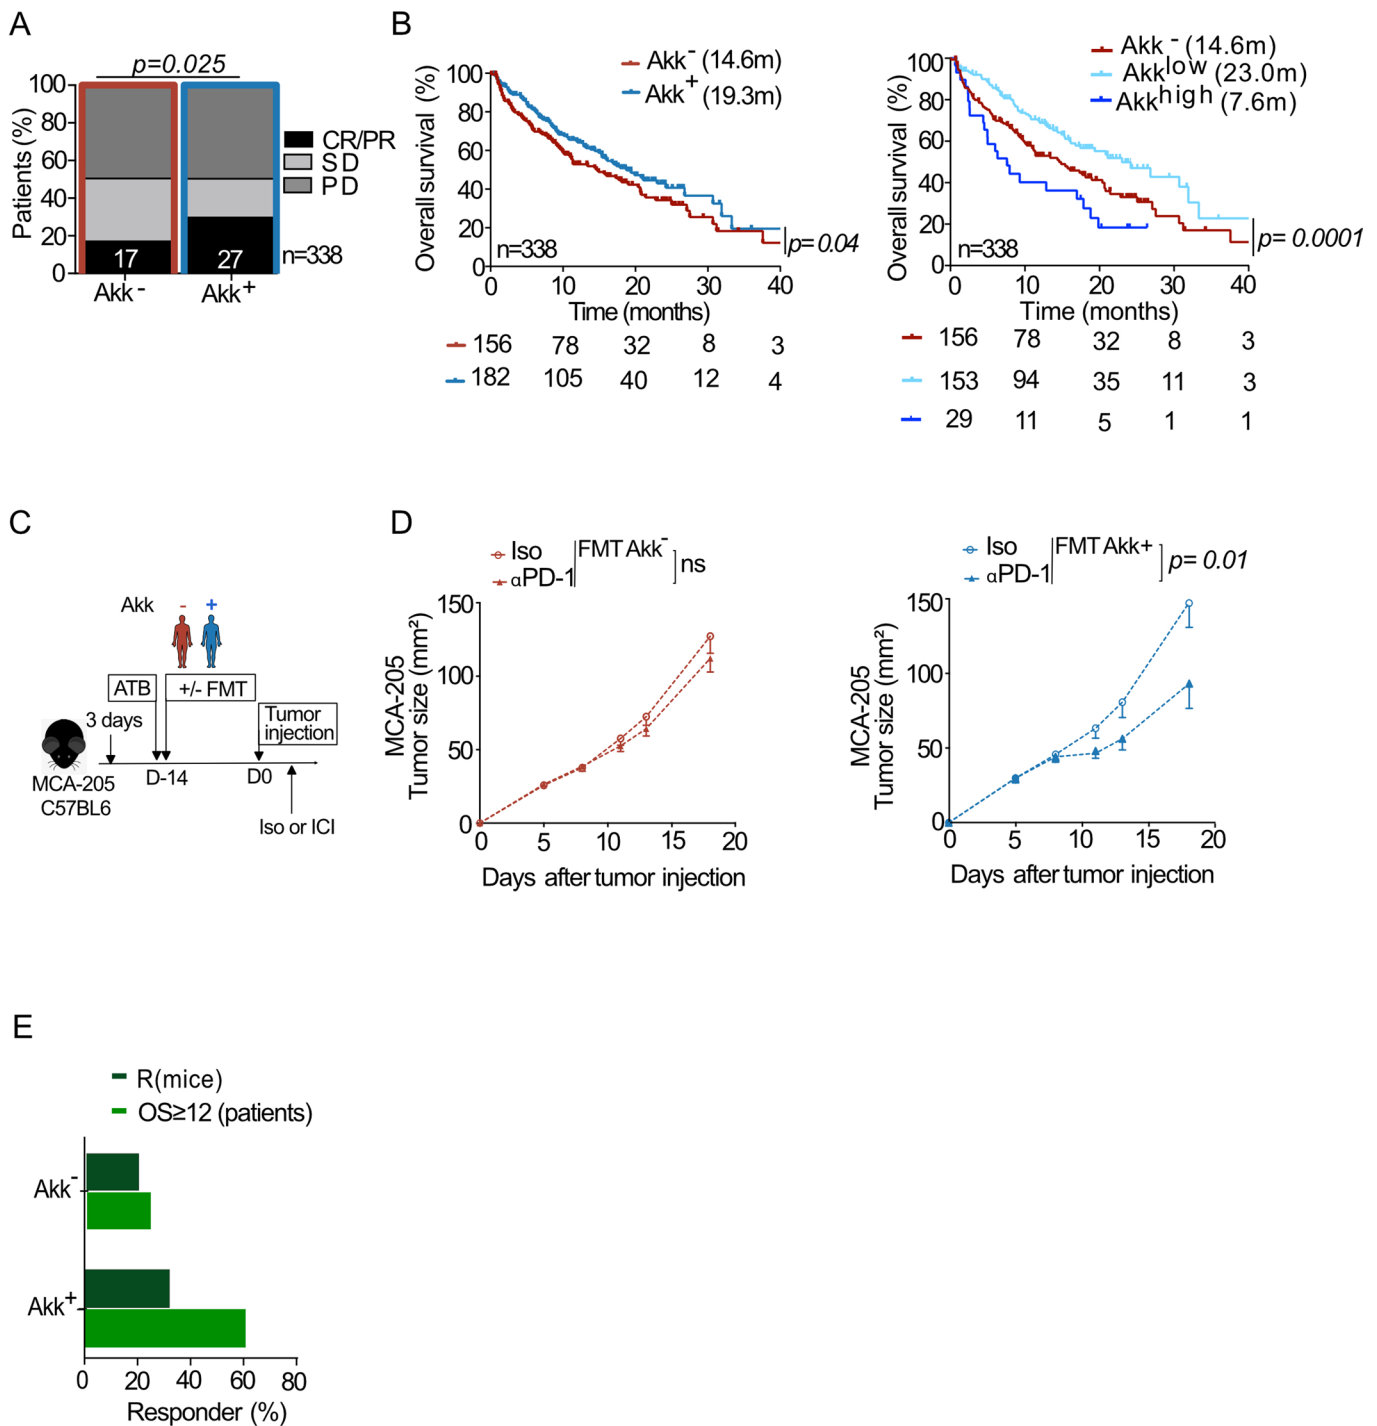 A
p=0.025
100
80
60
40
20
0
Patients (%)
17
27
Akk-
Akk+
CR/PR
SD
PD
n=338
B
Akk- (14.6m)
Akk+ (19.3m)
100
80
60
40
20
0
Overall survival (%)
n=338
p=0.04
0 10 20 30 40
Time (months)
156 78 32 8 3
182 105 40 12 4
Akk- (14.6m)
Akklow (23.0m)
Akkhigh (7.6m)
100
80
60
40
20
0
Overall survival (%)
n=338
p= 0.0001
0 10 20 30 40
Time (months)
156 78 32 8 3
153 94 35 11 3
29 11 5 1 1
C
Akk - +
ATB
+/- FMT
3 days
Tumor
injection
MCA-205
C57BL6
D-14
D0
Iso or ICI
D
Iso
αPD-1
FMT Akk-
ns
150
100
50
0
MCA-205
Tumor size (mm²)
0 5 10 15 20
Days after tumor injection
Iso
αPD-1
FMT Akk+
p= 0.01
150
100
50
0
MCA-205
Tumor size (mm²)
0 5 10 15 20
Days after tumor injection
E
R(mice)
OS≥12 (patients)
Akk-
Akk+
0 20 40 60 80
Responder (%)